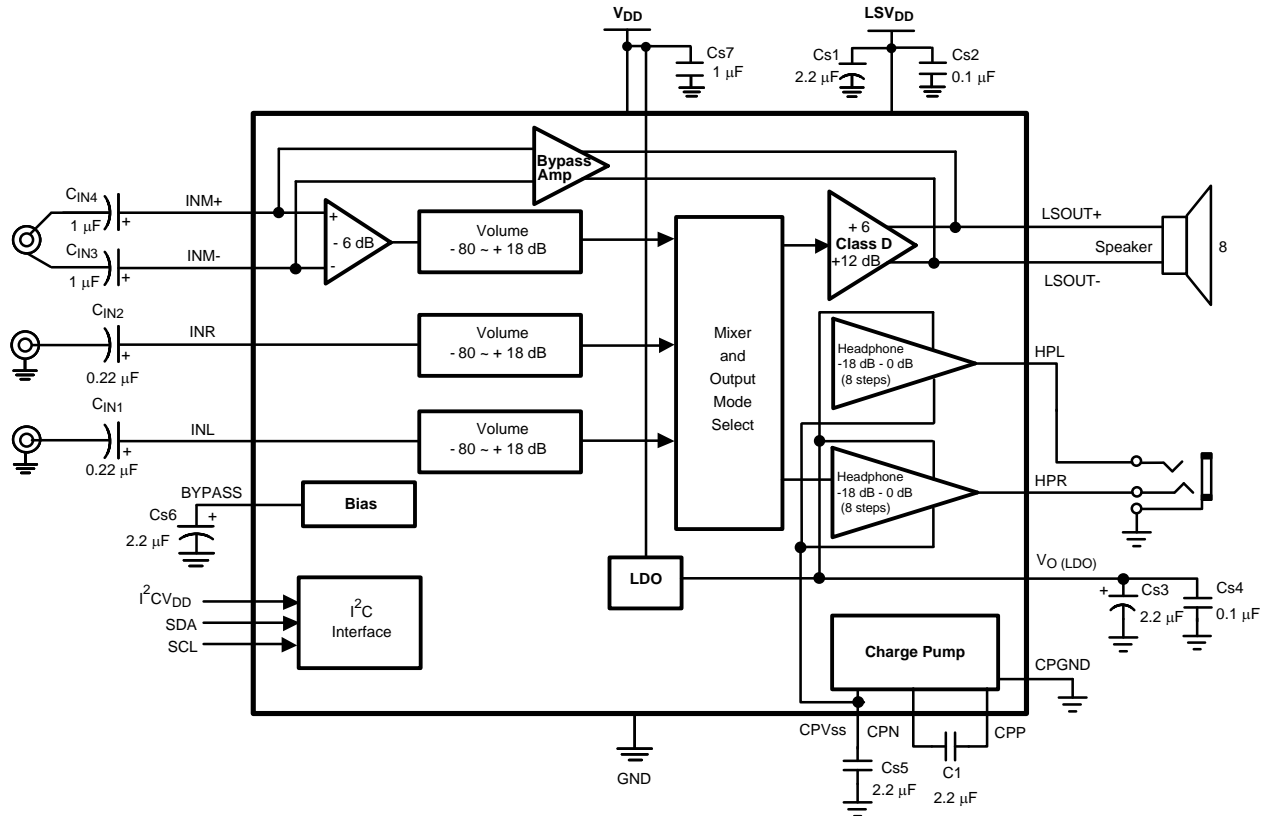 VDD
LSVDD
Cs7
1 µF
Cs1
2.2 µF
Cs2
0.1 µF
Bypass
Amp
CIN4
1 µF
+
INM+
CIN3
1 µF
+
INM-
+
- 6 dB
-
Volume
- 80 ~ + 18 dB
+ 6
Class D
+12 dB
LSOUT+
Speaker
8
LSOUT-
CIN2
+
0.22 µF
INR
Volume
- 80 ~ + 18 dB
Mixer
and
Output
Mode
Select
Headphone
-18 dB - 0 dB
(8 steps)
HPL
CIN1
+
0.22 µF
INL
Volume
- 80 ~ + 18 dB
Headphone
-18 dB - 0 dB
(8 steps)
HPR
BYPASS
Cs6
+
2.2 µF
Bias
LDO
VO (LDO)
+
Cs3
2.2 µF
Cs4
0.1 µF
I2CVDD
SDA
SCL
I2C
Interface
Charge Pump
CPGND
CPVss
CPN
CPP
Cs5
2.2 µF
C1
2.2 µF
GND